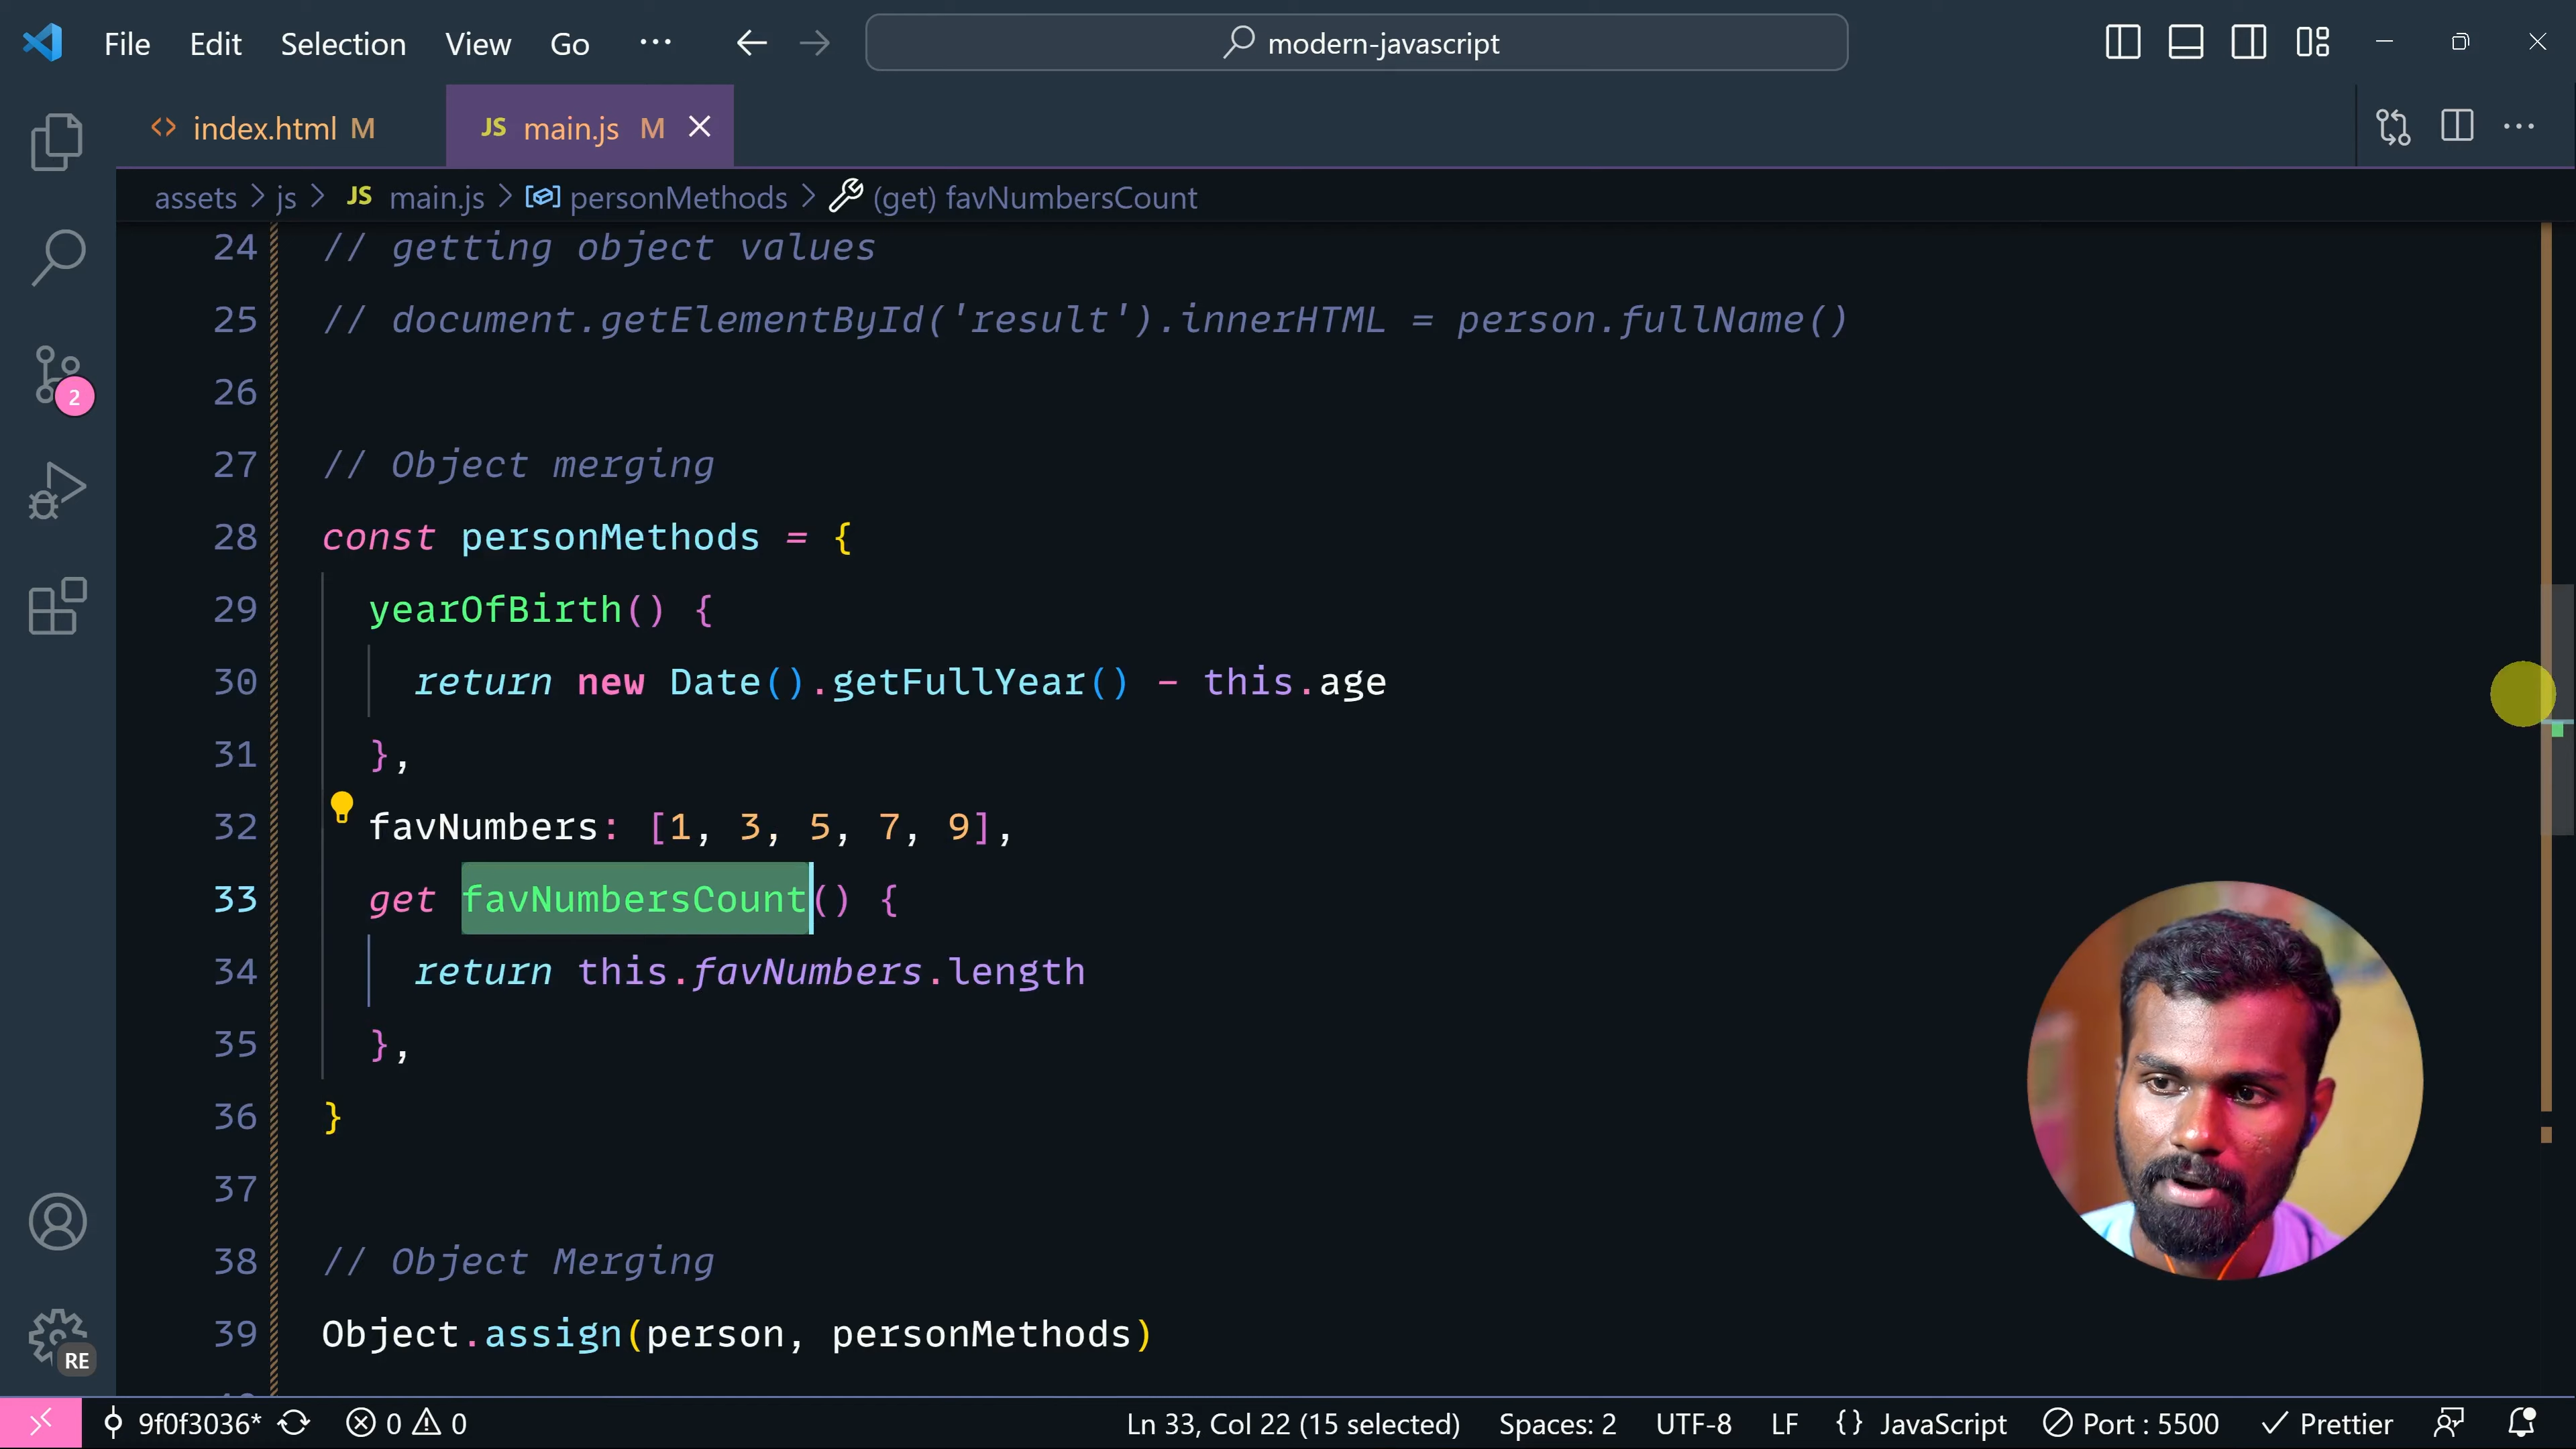 File Edit Selection View Go ··· modern-javascript
index.html M JS main.js M
assets > js > JS main.js > personMethods > (get) favNumbersCount
24 // getting object values
25 // document.getElementById('result').innerHTML = person.fullName()
26
27 // Object merging
28 const personMethods = {
29 yearOfBirth() {
30 return new Date().getFullYear() - this.age
31 },
32 favNumbers: [1, 3, 5, 7, 9],
33 get favNumbersCount() {
34 return this.favNumbers.length
35 },
36 }
37
38 // Object Merging
39 Object.assign(person, personMethods)
2
RE
9f0f3036* 0 0 Ln 33, Col 22 (15 selected) Spaces: 2 UTF-8 LF {} JavaScript Port : 5500 Prettier